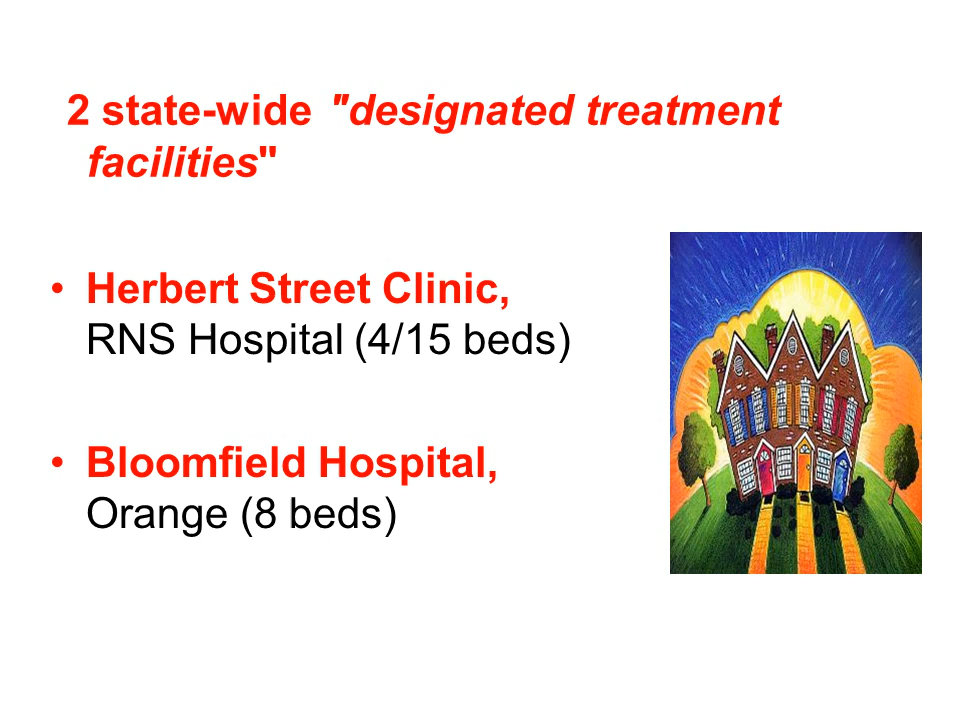 2 state-wide "designated treatment
facilities"
• Herbert Street Clinic,
RNS Hospital (4/15 beds)
• Bloomfield Hospital,
Orange (8 beds)